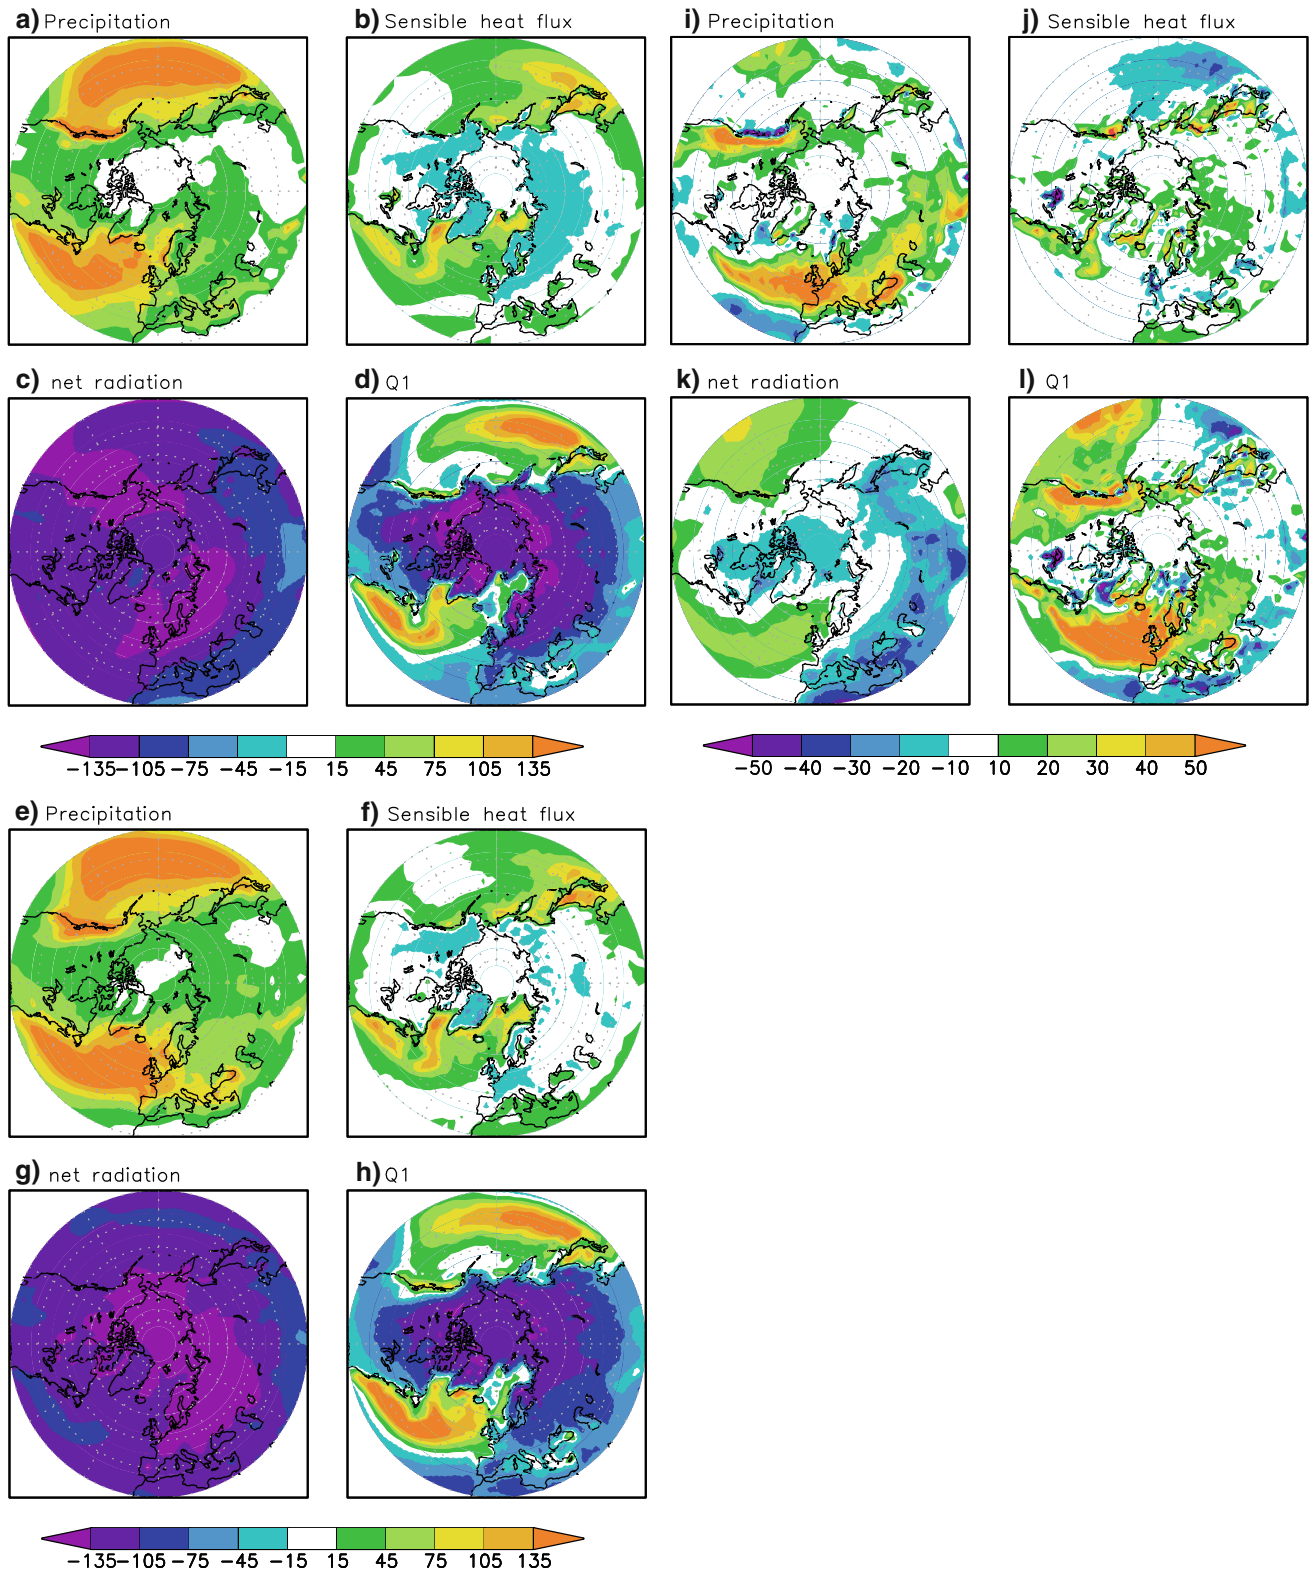 a) Precipitation
b) Sensible heat flux
i) Precipitation
j) Sensible heat flux
c) net radiation
d) Q1
k) net radiation
l) Q1
−135 −105 −75 −45 −15 15 45 75 105 135
−50 −40 −30 −20 −10 10 20 30 40 50
e) Precipitation
f) Sensible heat flux
g) net radiation
h) Q1
−135 −105 −75 −45 −15 15 45 75 105 135